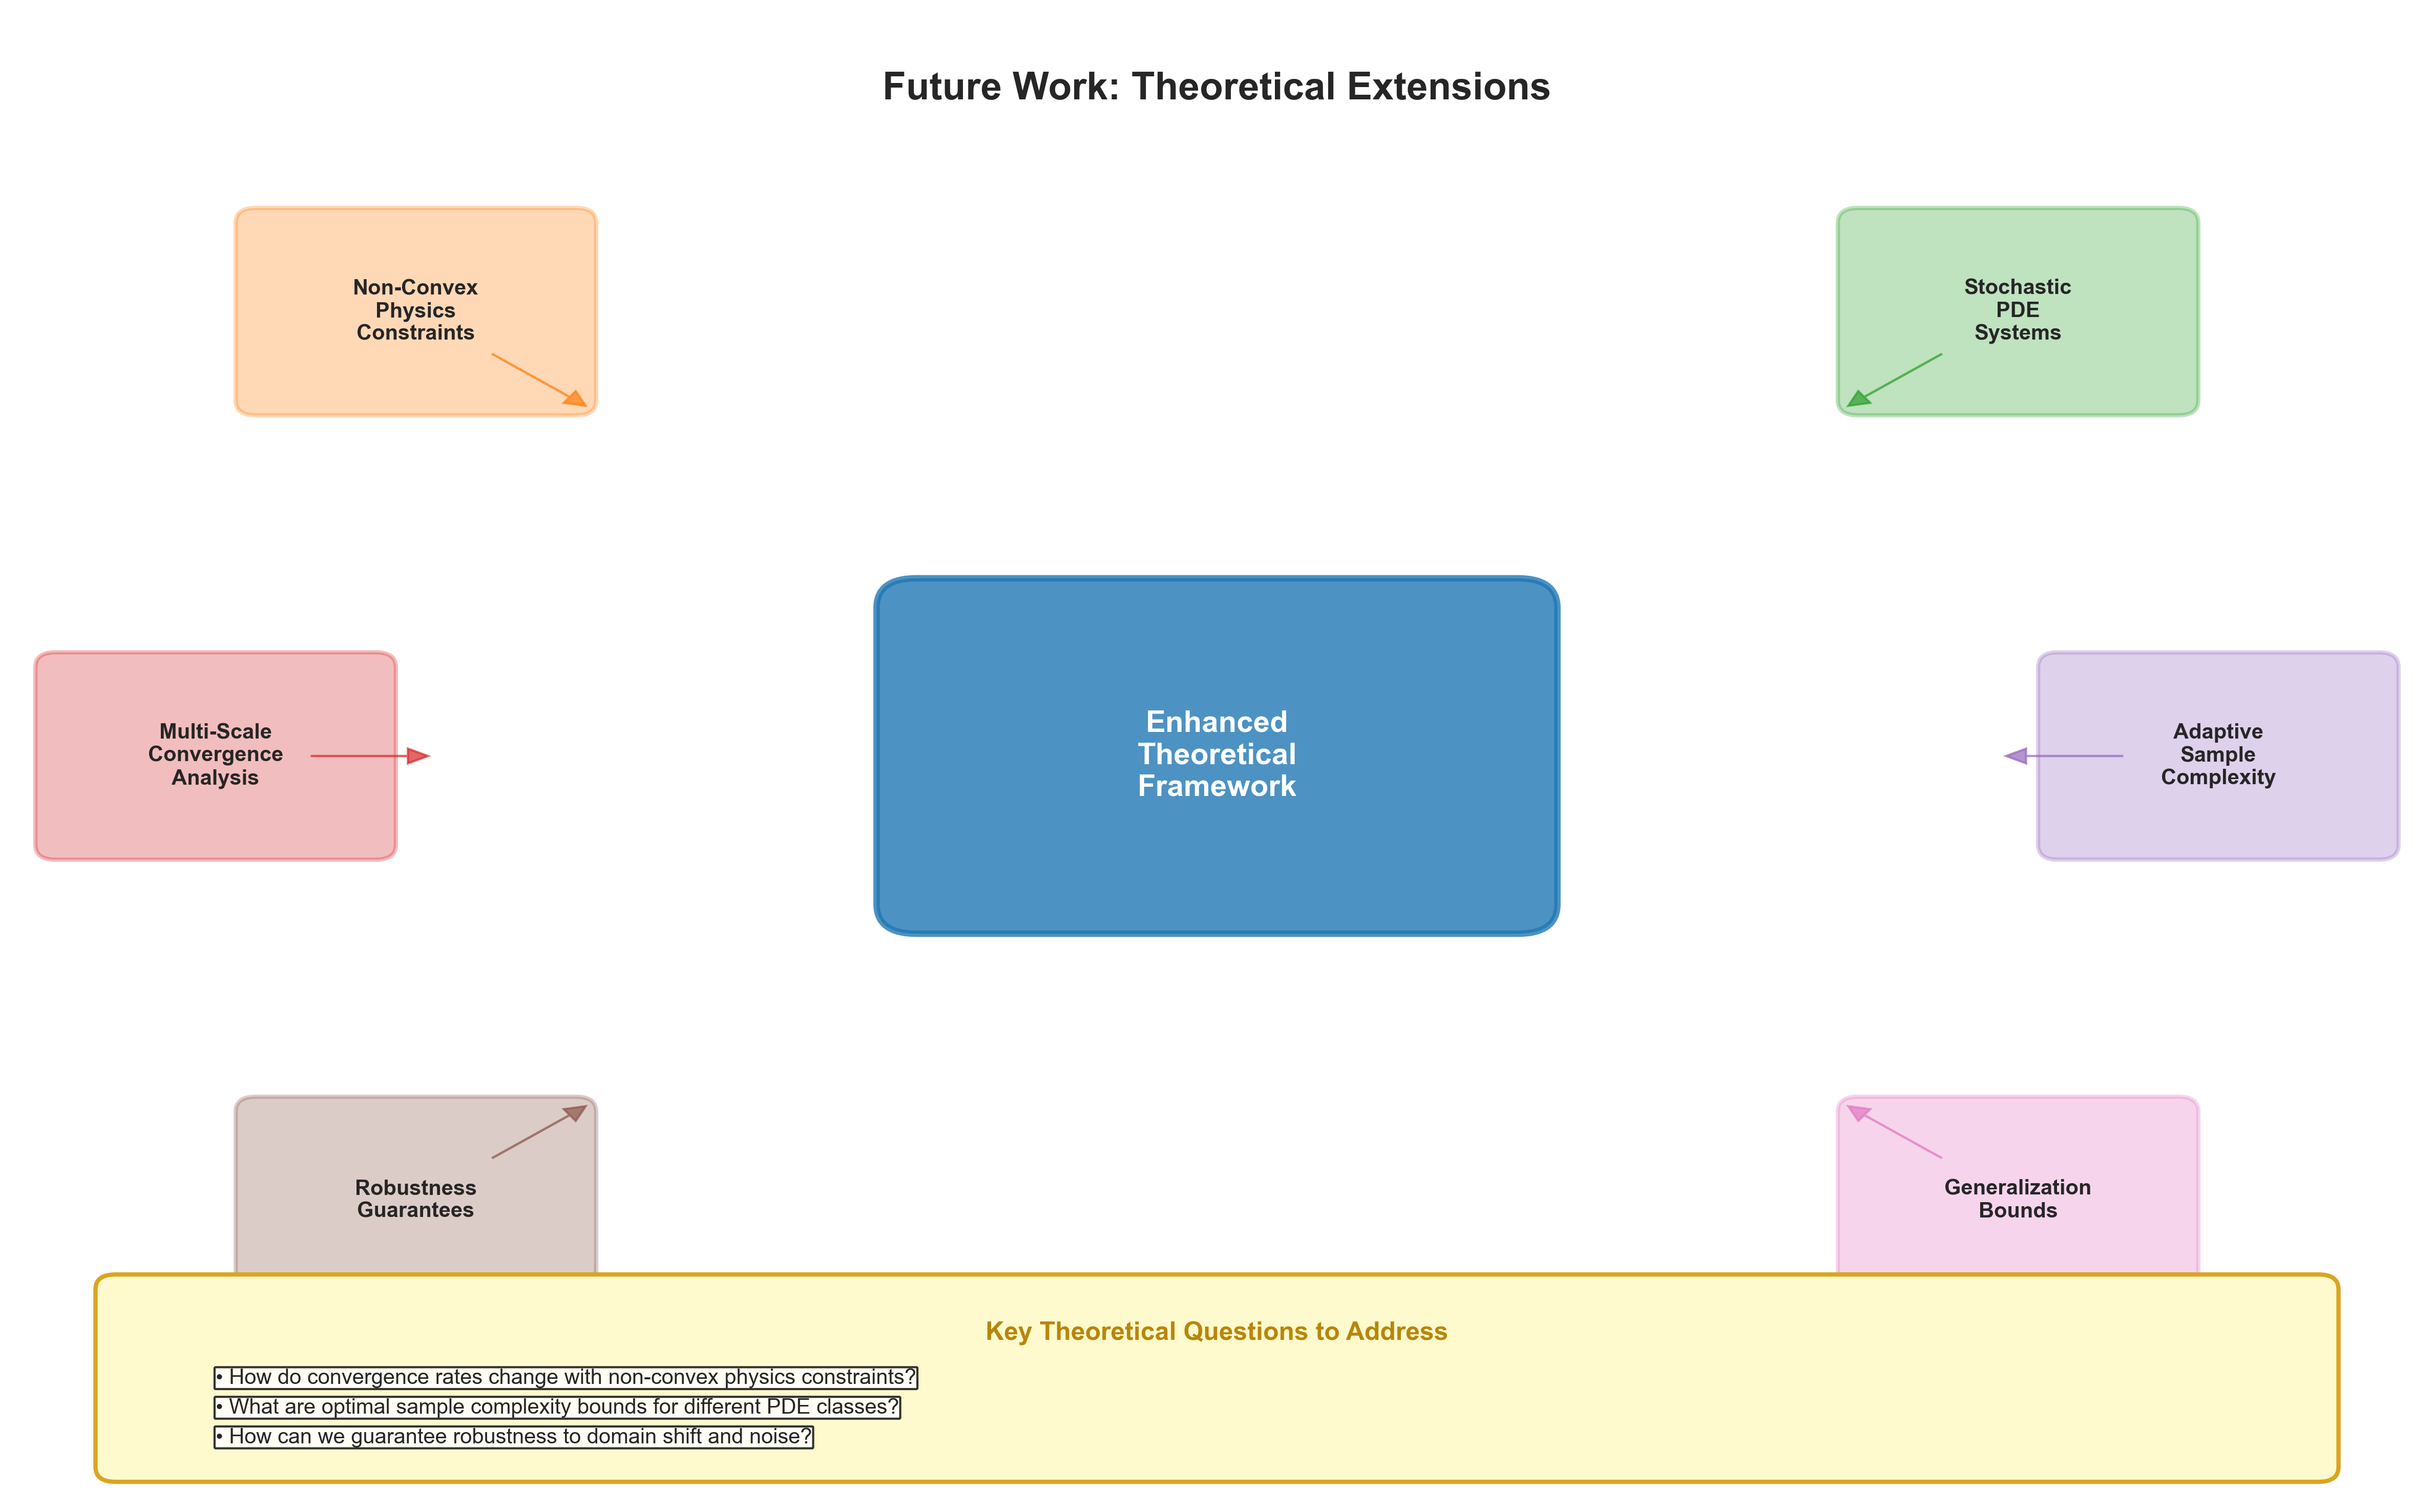 Future Work: Theoretical Extensions
Non-Convex
Physics
Constraints
Stochastic
PDE
Systems
Multi-Scale
Convergence
Analysis
Enhanced
Theoretical
Framework
Adaptive
Sample
Complexity
Robustness
Guarantees
Generalization
Bounds
Key Theoretical Questions to Address
• How do convergence rates change with non-convex physics constraints?
• What are optimal sample complexity bounds for different PDE classes?
• How can we guarantee robustness to domain shift and noise?